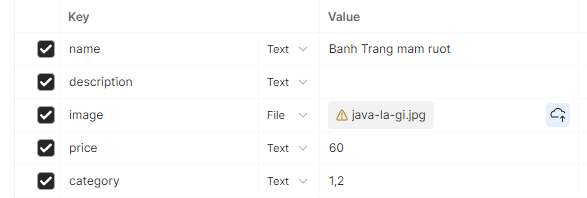 Key Value
name Text Banh Trang mam ruot
description Text
image File java-la-gi.jpg
price Text 60
category Text 1,2